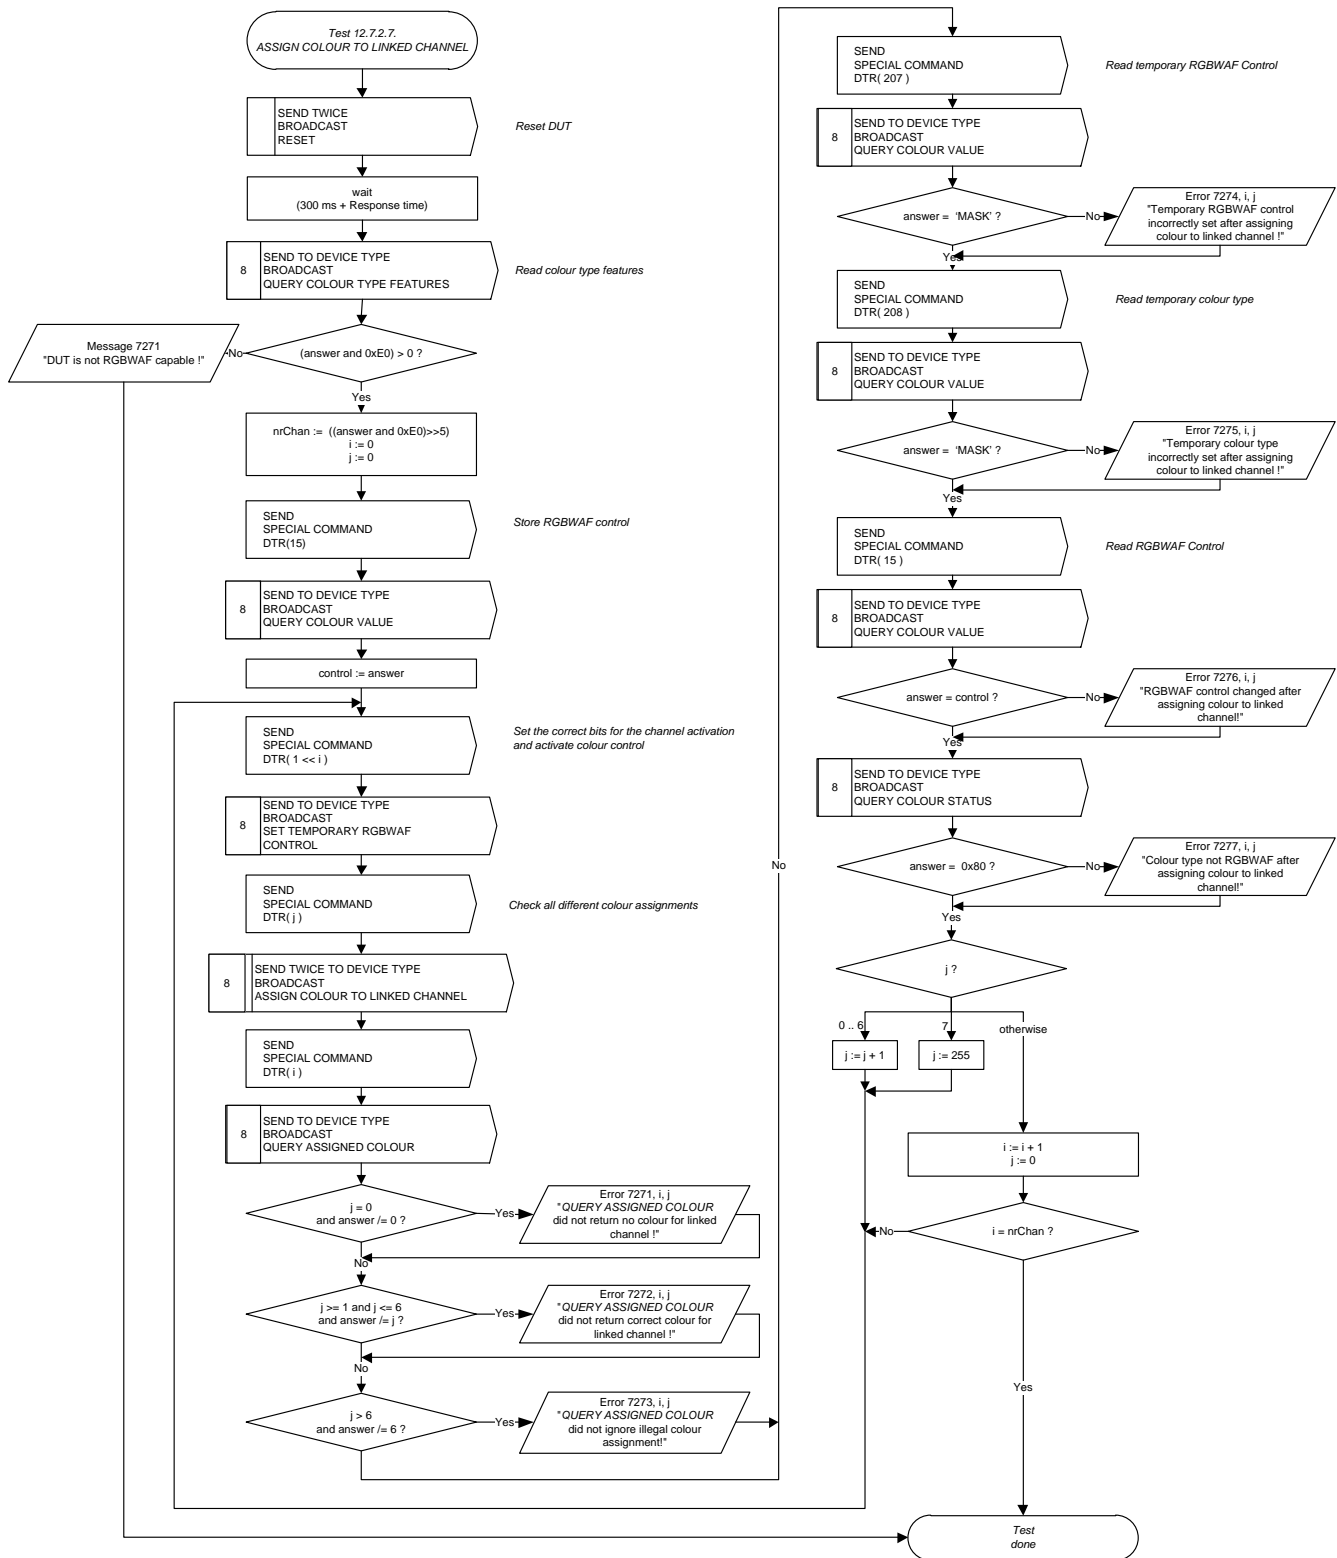 Test 12.7.2.7.
ASSIGN COLOUR TO LINKED CHANNEL
SEND TWICE
BROADCAST
RESET
Reset DUT
wait
(300 ms + Response time)
8
SEND TO DEVICE TYPE
BROADCAST
QUERY COLOUR TYPE FEATURES
Read colour type features
Message 7271
"DUT is not RGBWAF capable !"
No
(answer and 0xE0) > 0 ?
Yes
nrChan := ((answer and 0xE0)>>5)
i := 0
j := 0
SEND
SPECIAL COMMAND
DTR(15)
Store RGBWAF control
8
SEND TO DEVICE TYPE
BROADCAST
QUERY COLOUR VALUE
control := answer
SEND
SPECIAL COMMAND
DTR( 1 << i )
Set the correct bits for the channel activation
and activate colour control
8
SEND TO DEVICE TYPE
BROADCAST
SET TEMPORARY RGBWAF
CONTROL
SEND
SPECIAL COMMAND
DTR( j )
Check all different colour assignments
8
SEND TWICE TO DEVICE TYPE
BROADCAST
ASSIGN COLOUR TO LINKED CHANNEL
SEND
SPECIAL COMMAND
DTR( i )
8
SEND TO DEVICE TYPE
BROADCAST
QUERY ASSIGNED COLOUR
j = 0
and answer /= 0 ?
Yes
Error 7271, i, j
"QUERY ASSIGNED COLOUR
did not return no colour for linked
channel !"
No
j >= 1 and j <= 6
and answer /= j ?
Yes
Error 7272, i, j
"QUERY ASSIGNED COLOUR
did not return correct colour for
linked channel !"
No
j > 6
and answer /= 6 ?
Yes
Error 7273, i, j
"QUERY ASSIGNED COLOUR
did not ignore illegal colour
assignment!"
No
SEND
SPECIAL COMMAND
DTR( 207 )
Read temporary RGBWAF Control
8
SEND TO DEVICE TYPE
BROADCAST
QUERY COLOUR VALUE
answer = 'MASK' ?
No
Error 7274, i, j
"Temporary RGBWAF control
incorrectly set after assigning
colour to linked channel !"
Yes
SEND
SPECIAL COMMAND
DTR( 208 )
Read temporary colour type
8
SEND TO DEVICE TYPE
BROADCAST
QUERY COLOUR VALUE
answer = 'MASK' ?
No
Error 7275, i, j
"Temporary colour type
incorrectly set after assigning
colour to linked channel !"
Yes
SEND
SPECIAL COMMAND
DTR( 15 )
Read RGBWAF Control
8
SEND TO DEVICE TYPE
BROADCAST
QUERY COLOUR VALUE
answer = control ?
No
Error 7276, i, j
"RGBWAF control changed after
assigning colour to linked
channel!"
Yes
8
SEND TO DEVICE TYPE
BROADCAST
QUERY COLOUR STATUS
answer = 0x80 ?
No
Error 7277, i, j
"Colour type not RGBWAF after
assigning colour to linked
channel!"
Yes
j ?
0 .. 6
7
otherwise
j := j + 1
j := 255
i := i + 1
j := 0
No
i = nrChan ?
Yes
Test
done